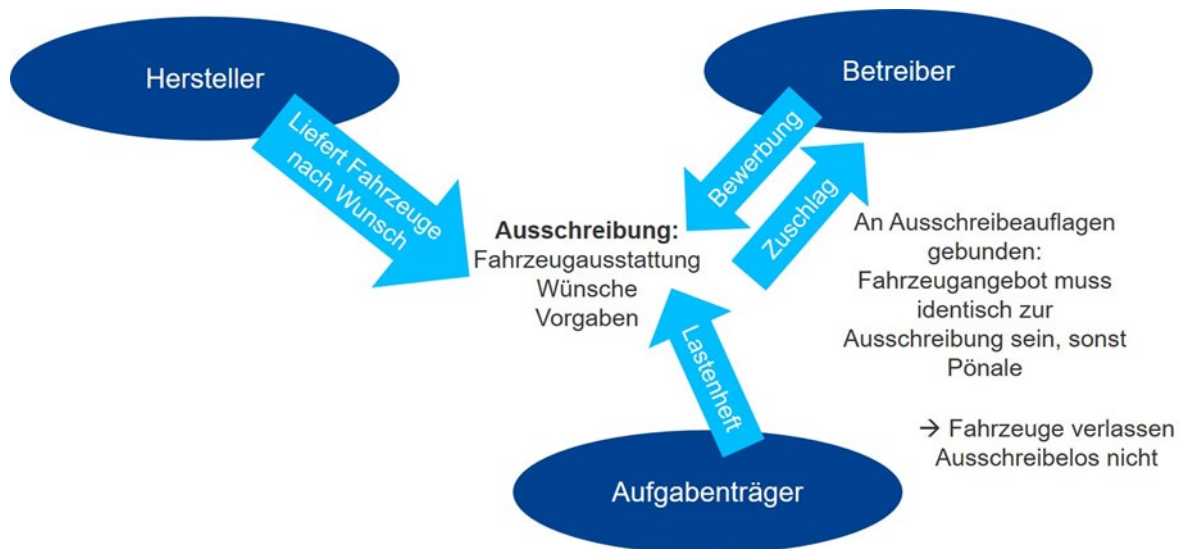 Hersteller
Betreiber
Liefert Fahrzeuge
nach Wunsch
Bewerbung
Zuschlag
Ausschreibung:
Fahrzeugausstattung
Wünsche
Vorgaben
An Ausschreibeauflagen
gebunden:
Fahrzeugangebot muss
identisch zur
Ausschreibung sein, sonst
Pönale
→ Fahrzeuge verlassen
Ausschreibelos nicht
Lastenheft
Aufgabenträger